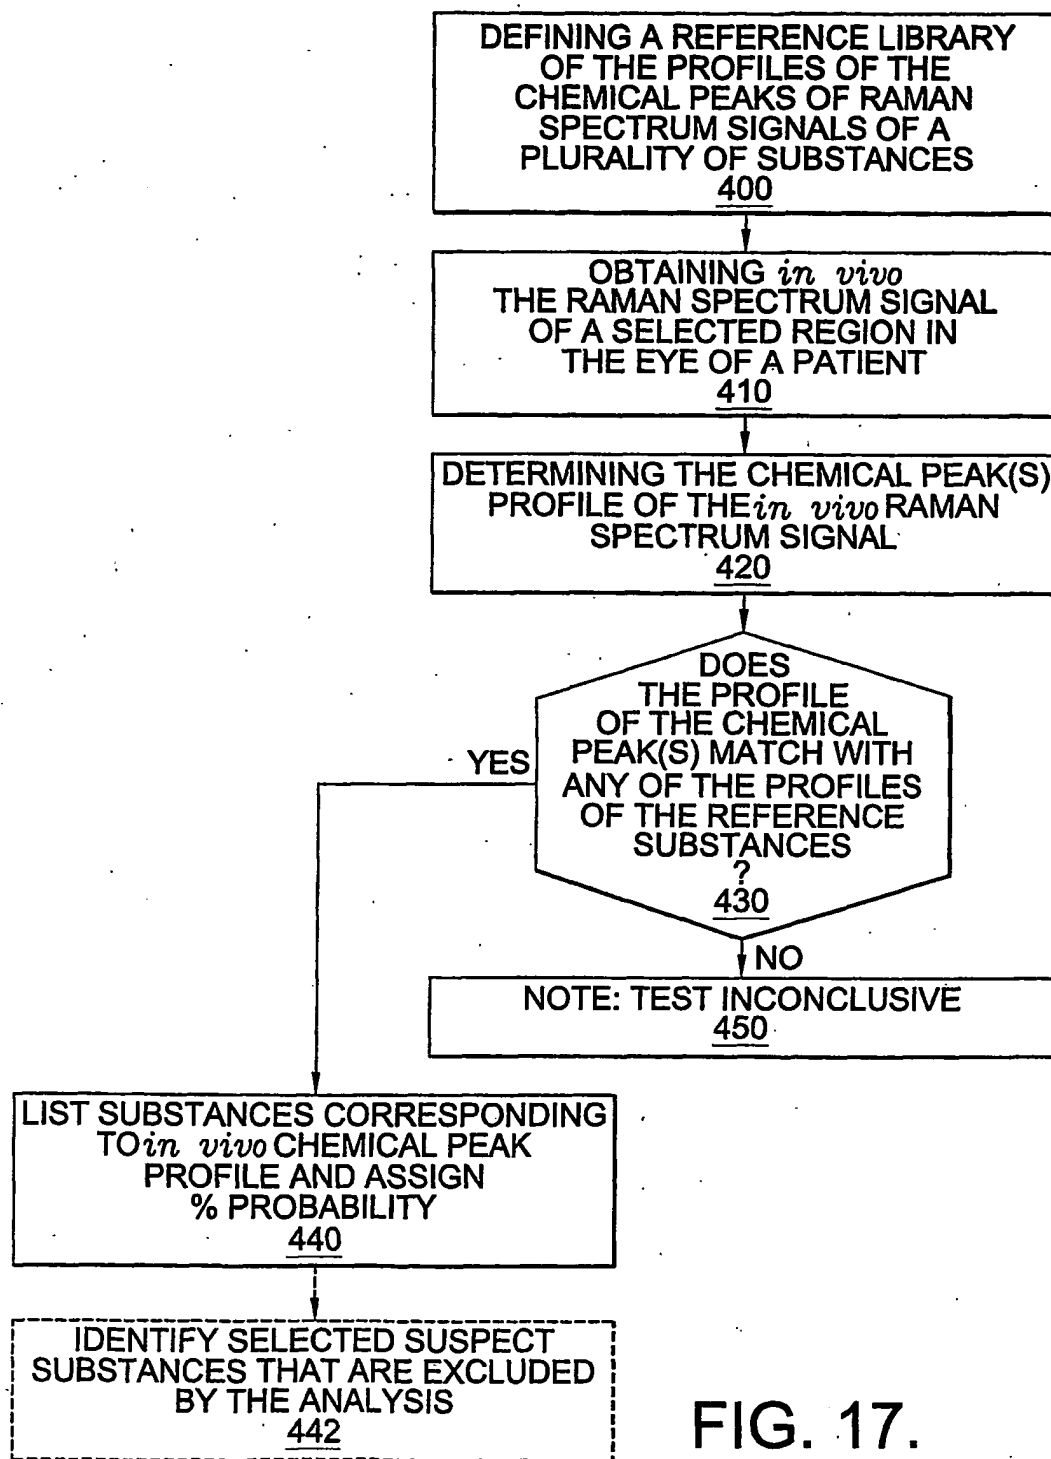 DEFINING A REFERENCE LIBRARY
OF THE PROFILES OF THE
CHEMICAL PEAKS OF RAMAN
SPECTRUM SIGNALS OF A
PLURALITY OF SUBSTANCES
400
OBTAINING in vivo
THE RAMAN SPECTRUM SIGNAL
OF A SELECTED REGION IN
THE EYE OF A PATIENT
410
DETERMINING THE CHEMICAL PEAK(S)
PROFILE OF THE in vivo RAMAN
SPECTRUM SIGNAL
420
DOES
THE PROFILE
OF THE CHEMICAL
PEAK(S) MATCH WITH
ANY OF THE PROFILES
OF THE REFERENCE
SUBSTANCES
?
430
YES
NO
NOTE: TEST INCONCLUSIVE
450
LIST SUBSTANCES CORRESPONDING
TO in vivo CHEMICAL PEAK
PROFILE AND ASSIGN
% PROBABILITY
440
IDENTIFY SELECTED SUSPECT
SUBSTANCES THAT ARE EXCLUDED
BY THE ANALYSIS
442
FIG. 17.